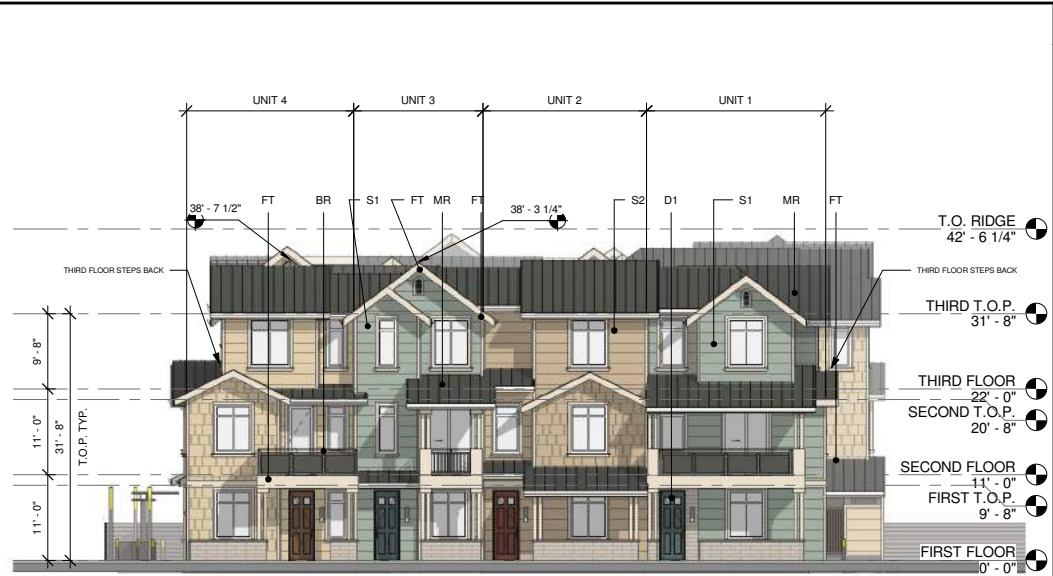 UNIT 4
UNIT 3
UNIT 2
UNIT 1
38' - 7 1/2"
FT
BR
S1
FT
MR
FT
38' - 3 1/4"
S2
D1
S1
MR
FT
T.O. RIDGE
42' - 6 1/4"
THIRD FLOOR STEPS BACK
THIRD FLOOR STEPS BACK
THIRD T.O.P.
31' - 8"
9' - 8"
THIRD FLOOR
22' - 0"
SECOND T.O.P.
20' - 8"
11' - 0"
31' - 8"
T.O.P. TYP.
SECOND FLOOR
11' - 0"
FIRST T.O.P.
9' - 8"
11' - 0"
FIRST FLOOR
0' - 0"